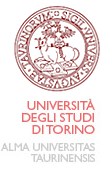 UNIVERSITÀ
DEGLI STUDI
DI TORINO
ALMA UNIVERSITAS
TAURINENSIS